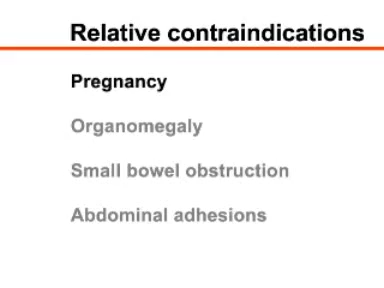 Relative contraindications
Pregnancy
Organomegaly
Small bowel obstruction
Abdominal adhesions